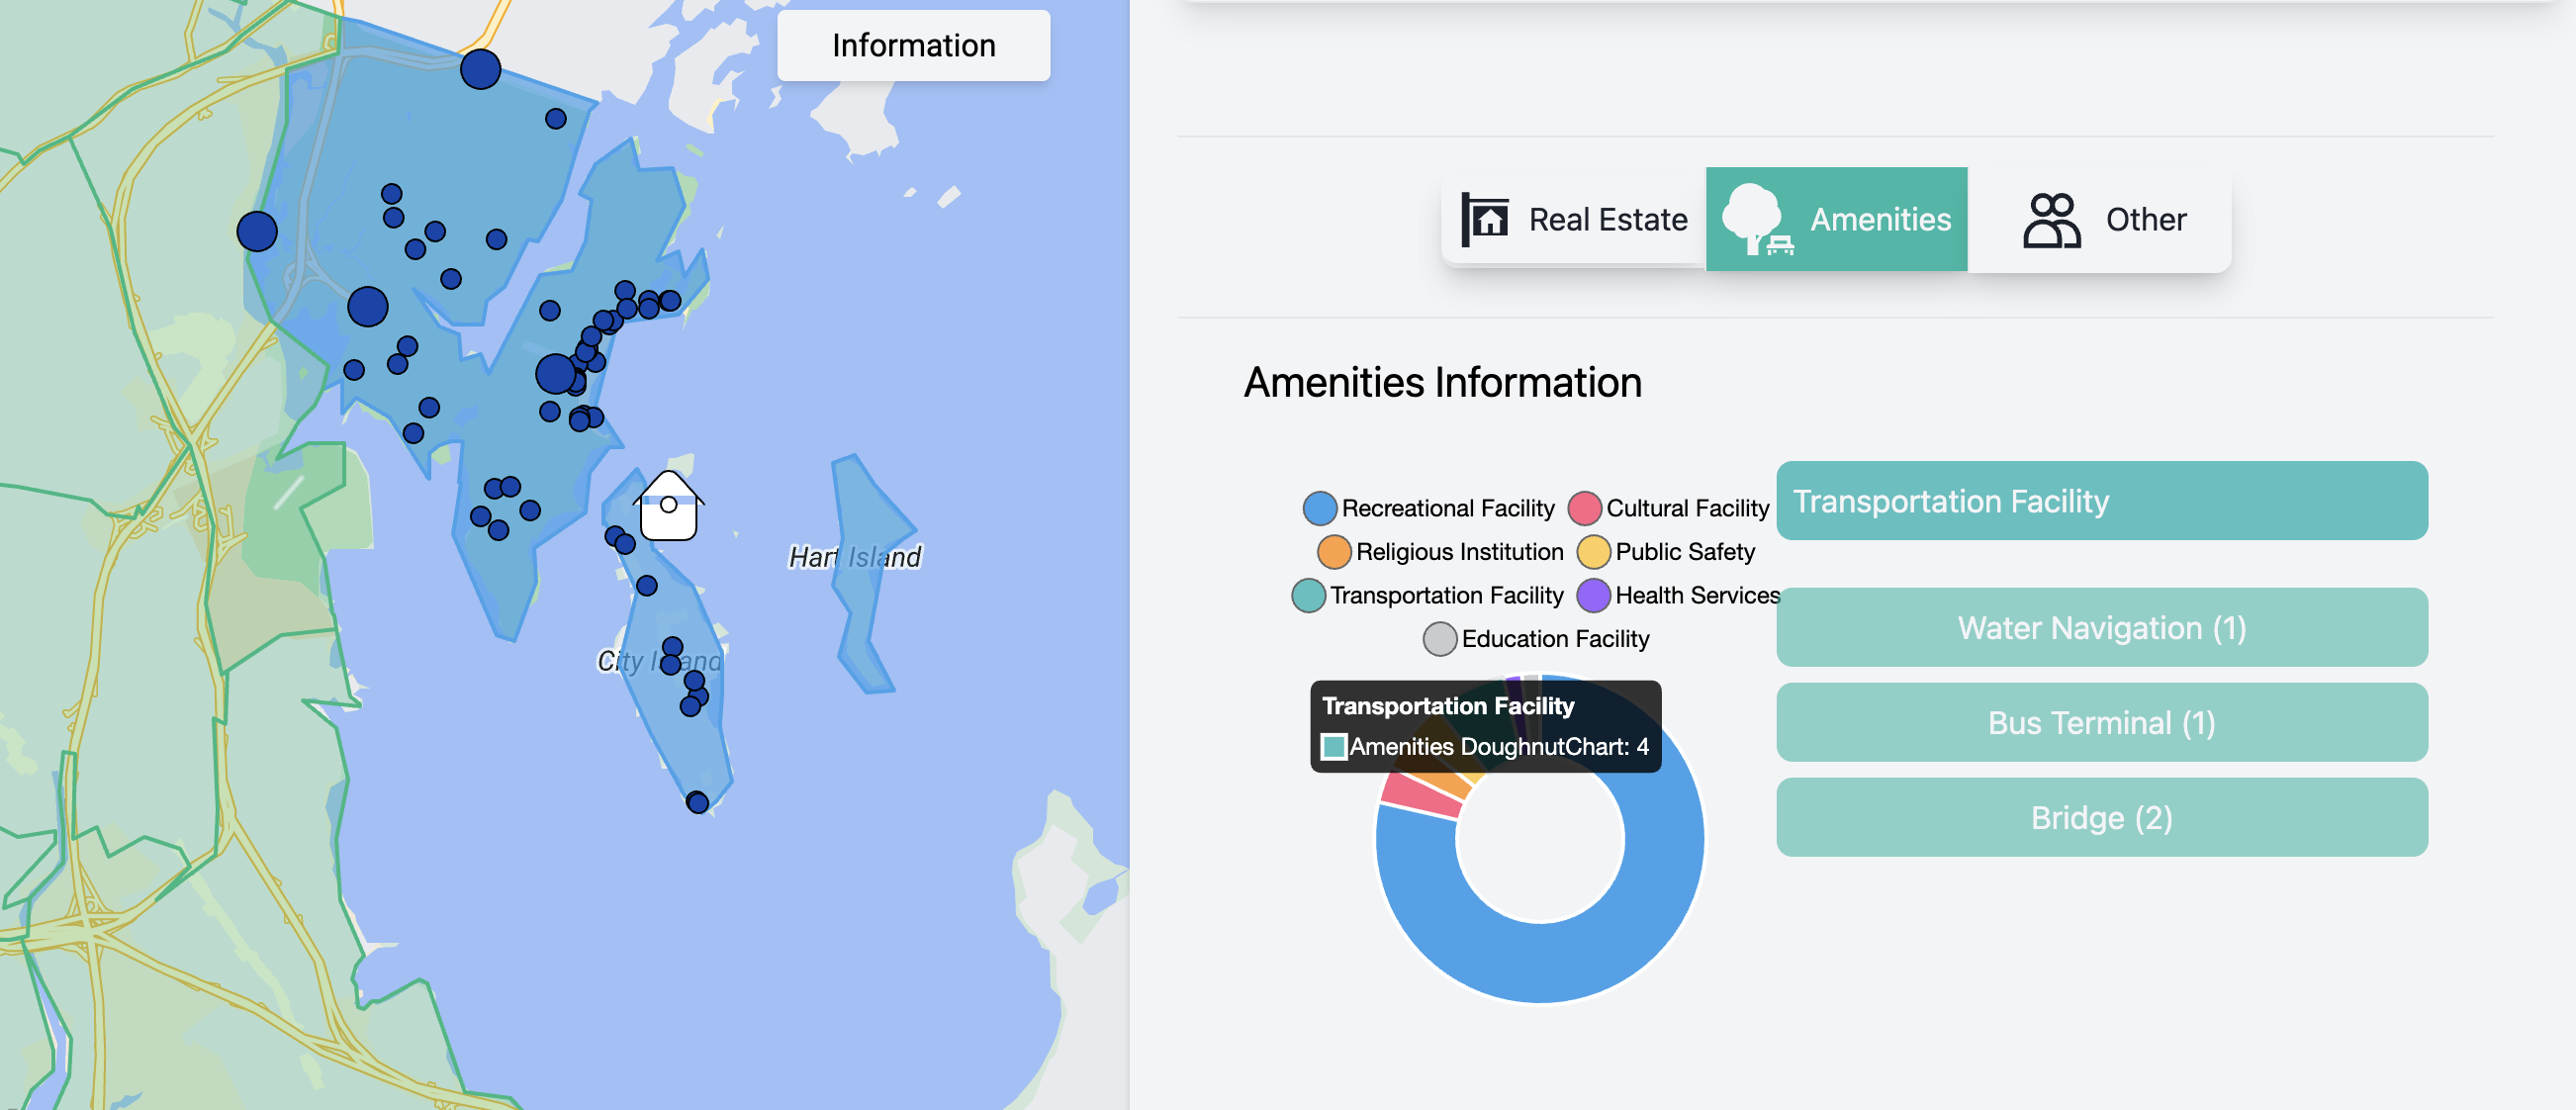 Information
Hart Island
City Island
Real Estate
Amenities
Other
Amenities Information
Recreational Facility
Cultural Facility
Religious Institution
Public Safety
Transportation Facility
Health Services
Education Facility
Transportation Facility
Amenities DoughnutChart: 4
Transportation Facility
Water Navigation (1)
Bus Terminal (1)
Bridge (2)